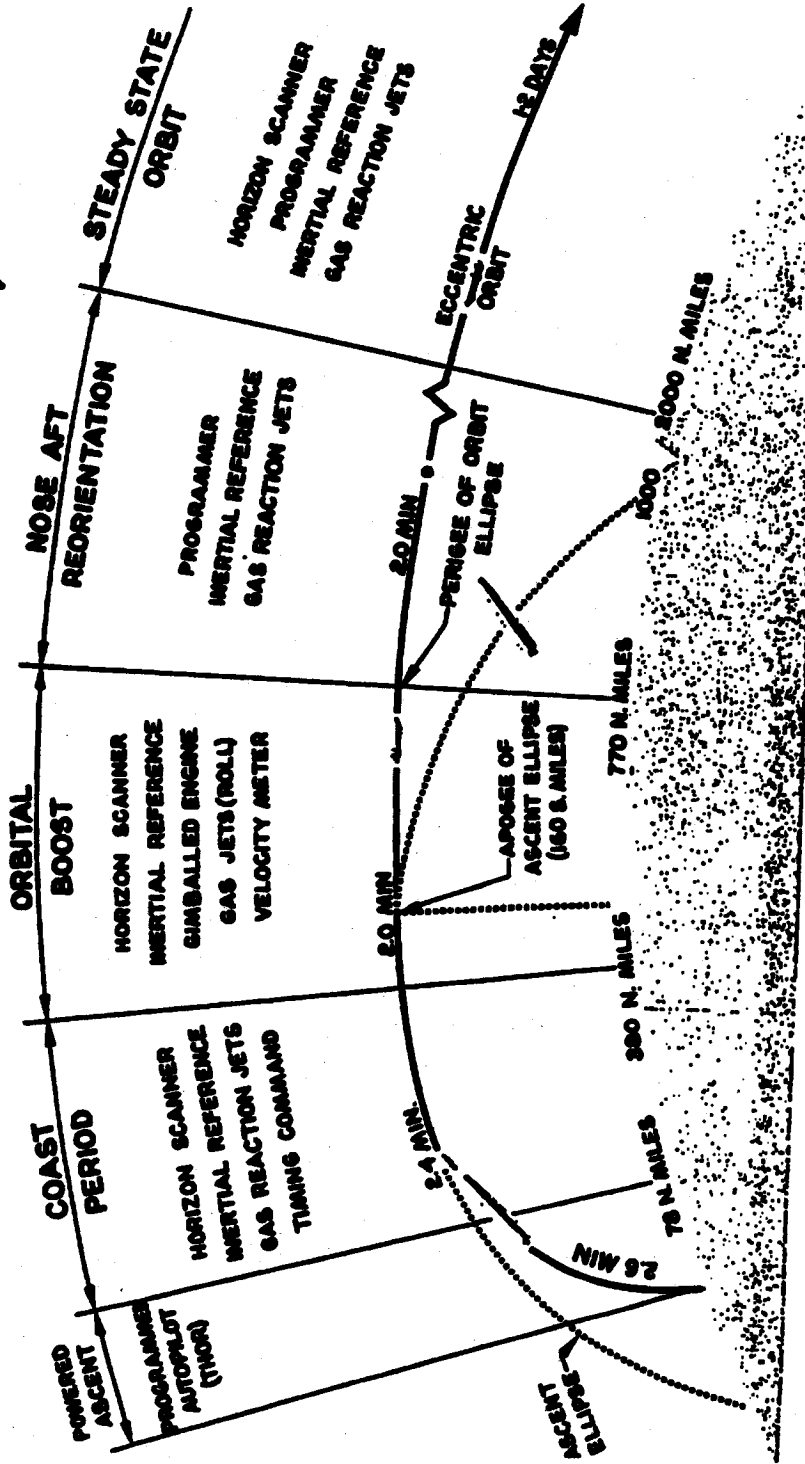 POWERED
ASCENT
PROGRAMMER
AUTOPILOT
(THOR)
COAST
PERIOD
HORIZON SCANNER
INERTIAL REFERENCE
GAS REACTION JETS
TIMING COMMAND
ORBITAL
BOOST
HORIZON SCANNER
INERTIAL REFERENCE
GIMBALLED ENGINE
GAS JETS (ROLL)
VELOCITY METER
NOSE AFT
REORIENTATION
PROGRAMMER
INERTIAL REFERENCE
GAS REACTION JETS
STEADY STATE
ORBIT
HORIZON SCANNER
PROGRAMMER
INERTIAL REFERENCE
GAS REACTION JETS
ASCENT
ELLIPSE
2.6 MIN
2.4 MIN.
2.0 MIN
2.0 MIN
1-2 DAYS
APOGEE OF
ASCENT ELLIPSE
(160 S. MILES)
PERIGEE OF ORBIT
ELLIPSE
ECCENTRIC
ORBIT
78 N. MILES
380 N. MILES
770 N. MILES
1000
2000 N. MILES